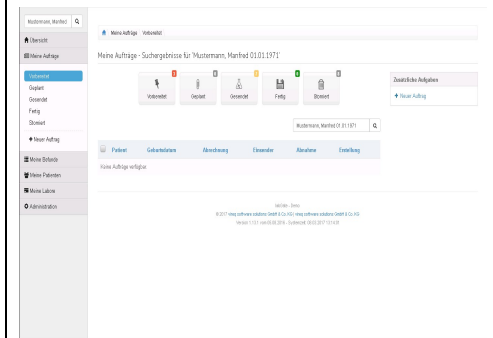 Mustermann, Manfred
Übersicht
Meine Aufträge
Vorbereitet
Geplant
Gesendet
Fertig
Storniert
+ Neuer Auftrag
Meine Befunde
Meine Patienten
Meine Labore
Administration
Meine Aufträge Vorbereitet
Meine Aufträge - Suchergebnisse für 'Mustermann, Manfred 01.01.1971'
Vorbereitet Geplant Gesendet Fertig Storniert
Zusätzliche Aufgaben
+ Neuer Auftrag
Mustermann, Manfred 01.01.1971
Patient Geburtsdatum Abrechnung Einsender Abnahme Erstellung
Keine Aufträge verfügbar.